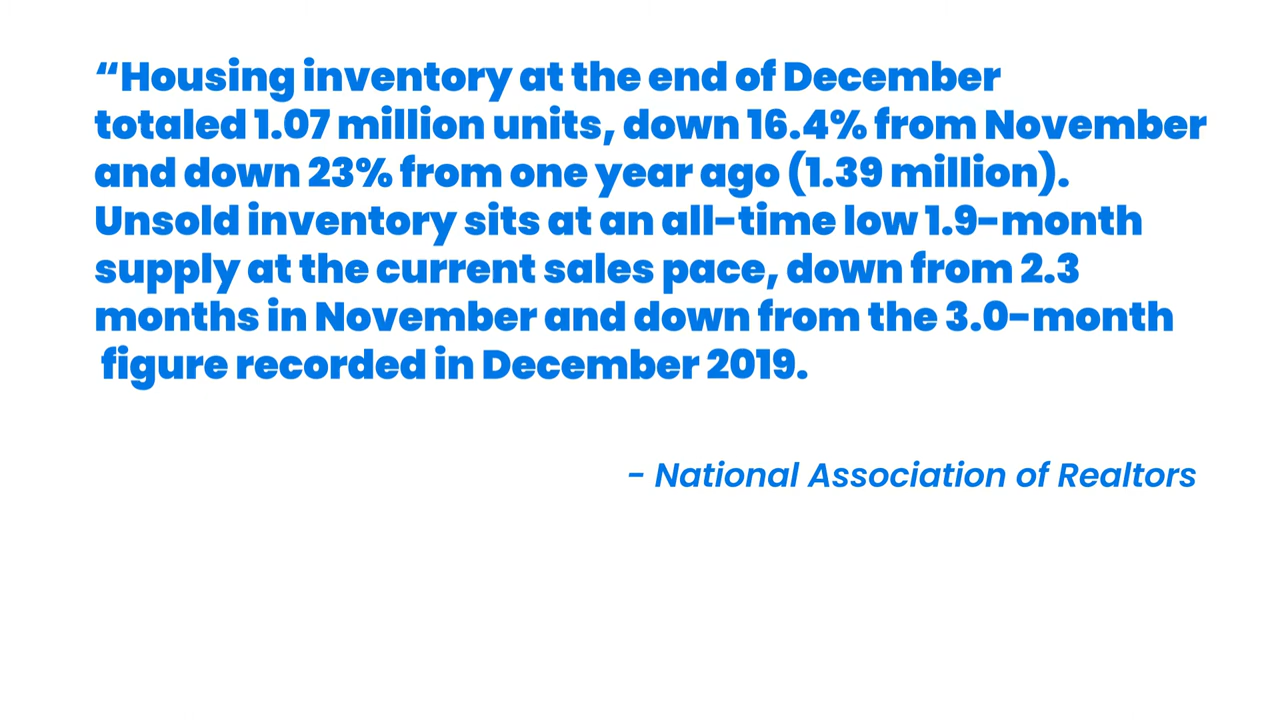 “Housing inventory at the end of December
totaled 1.07 million units, down 16.4% from November
and down 23% from one year ago (1.39 million).
Unsold inventory sits at an all-time low 1.9-month
supply at the current sales pace, down from 2.3
months in November and down from the 3.0-month
figure recorded in December 2019.
- National Association of Realtors